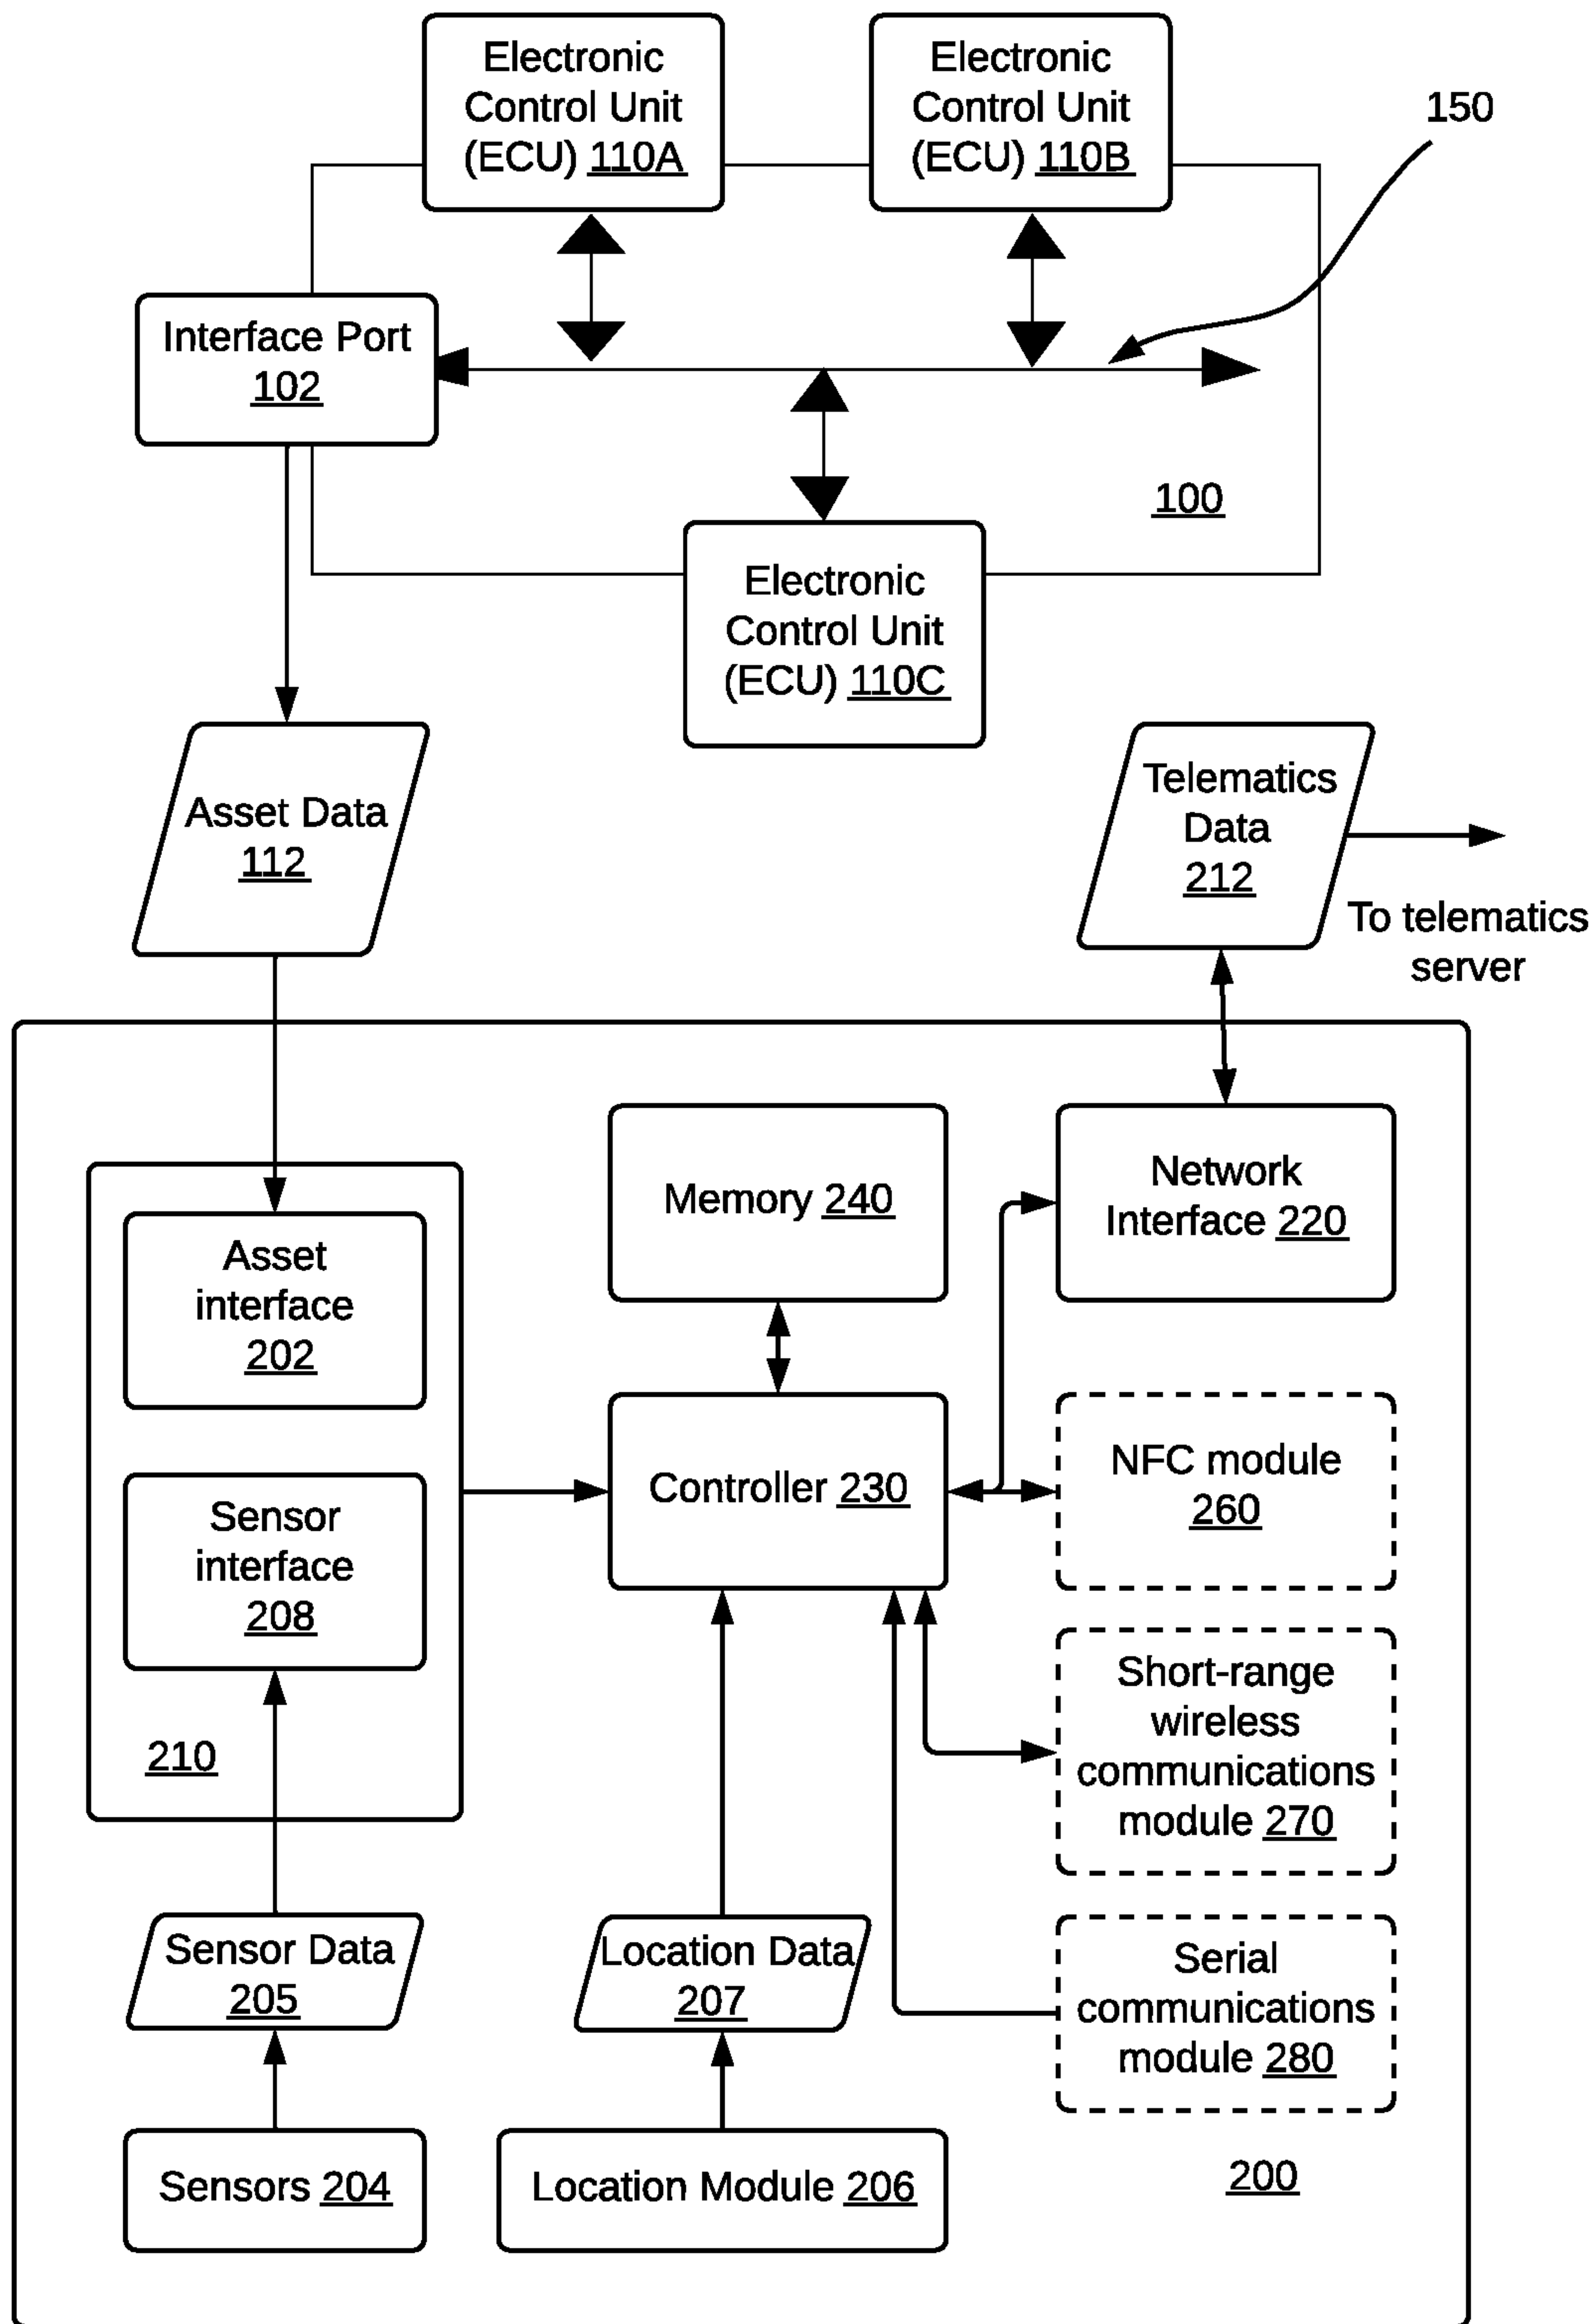 Electronic
Control Unit
(ECU) 110A
Electronic
Control Unit
(ECU) 110B
150
Interface Port
102
100
Electronic
Control Unit
(ECU) 110C
Asset Data
112
Telematics
Data
212
To telematics
server
Asset
interface
202
Memory 240
Network
Interface 220
Sensor
interface
208
Controller 230
NFC module
260
210
Short-range
wireless
communications
module 270
Sensor Data
205
Location Data
207
Serial
communications
module 280
Sensors 204
Location Module 206
200